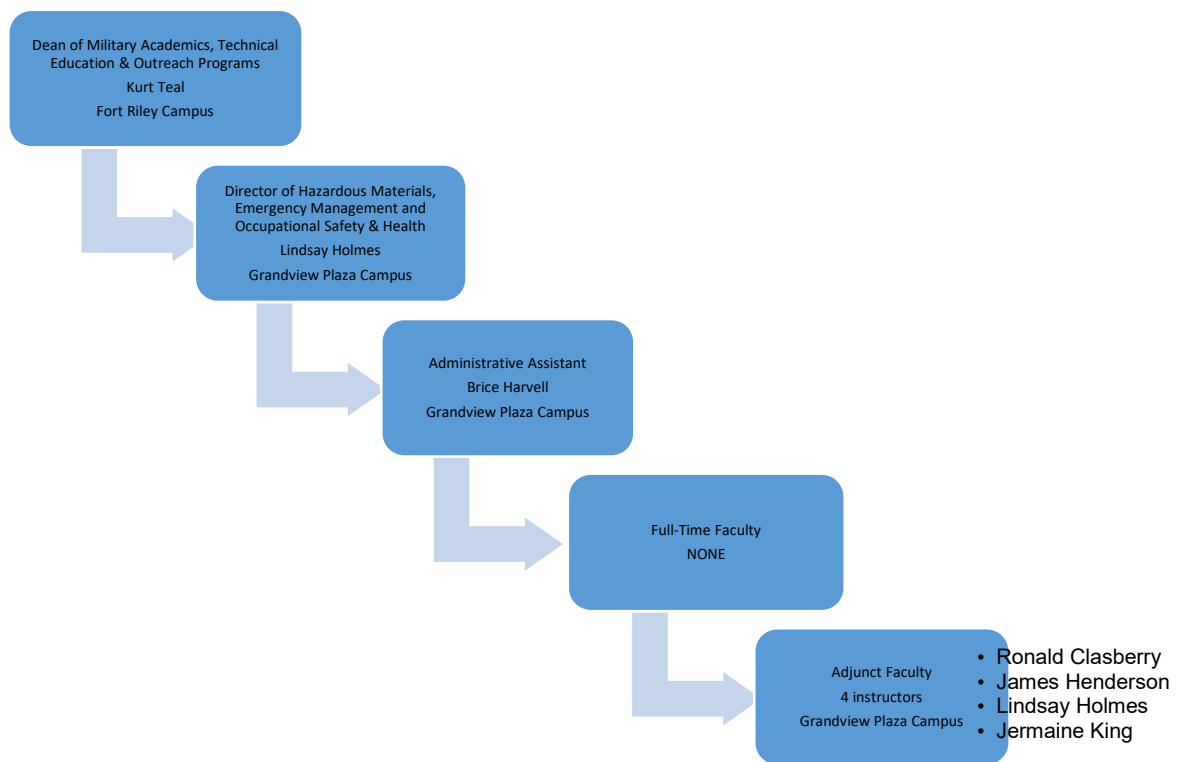 Dean of Military Academics, Technical
Education & Outreach Programs
Kurt Teal
Fort Riley Campus
Director of Hazardous Materials,
Emergency Management and
Occupational Safety & Health
Lindsay Holmes
Grandview Plaza Campus
Administrative Assistant
Brice Harvell
Grandview Plaza Campus
Full-Time Faculty
NONE
Adjunct Faculty
4 instructors
Grandview Plaza Campus
• Ronald Clasberry
• James Henderson
• Lindsay Holmes
• Jermaine King